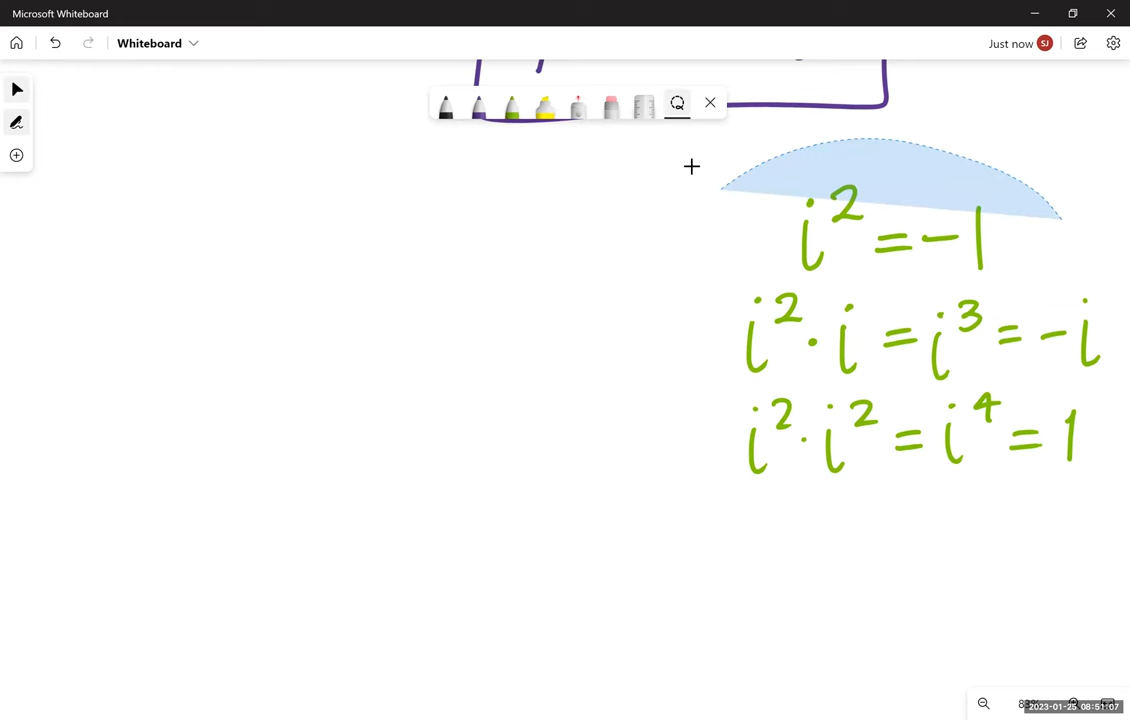 Microsoft Whiteboard
Whiteboard
Just now SJ
i² = -1
i² · i = i³ = -i
i² · i² = i⁴ = 1
2023-01-25 08:51:07